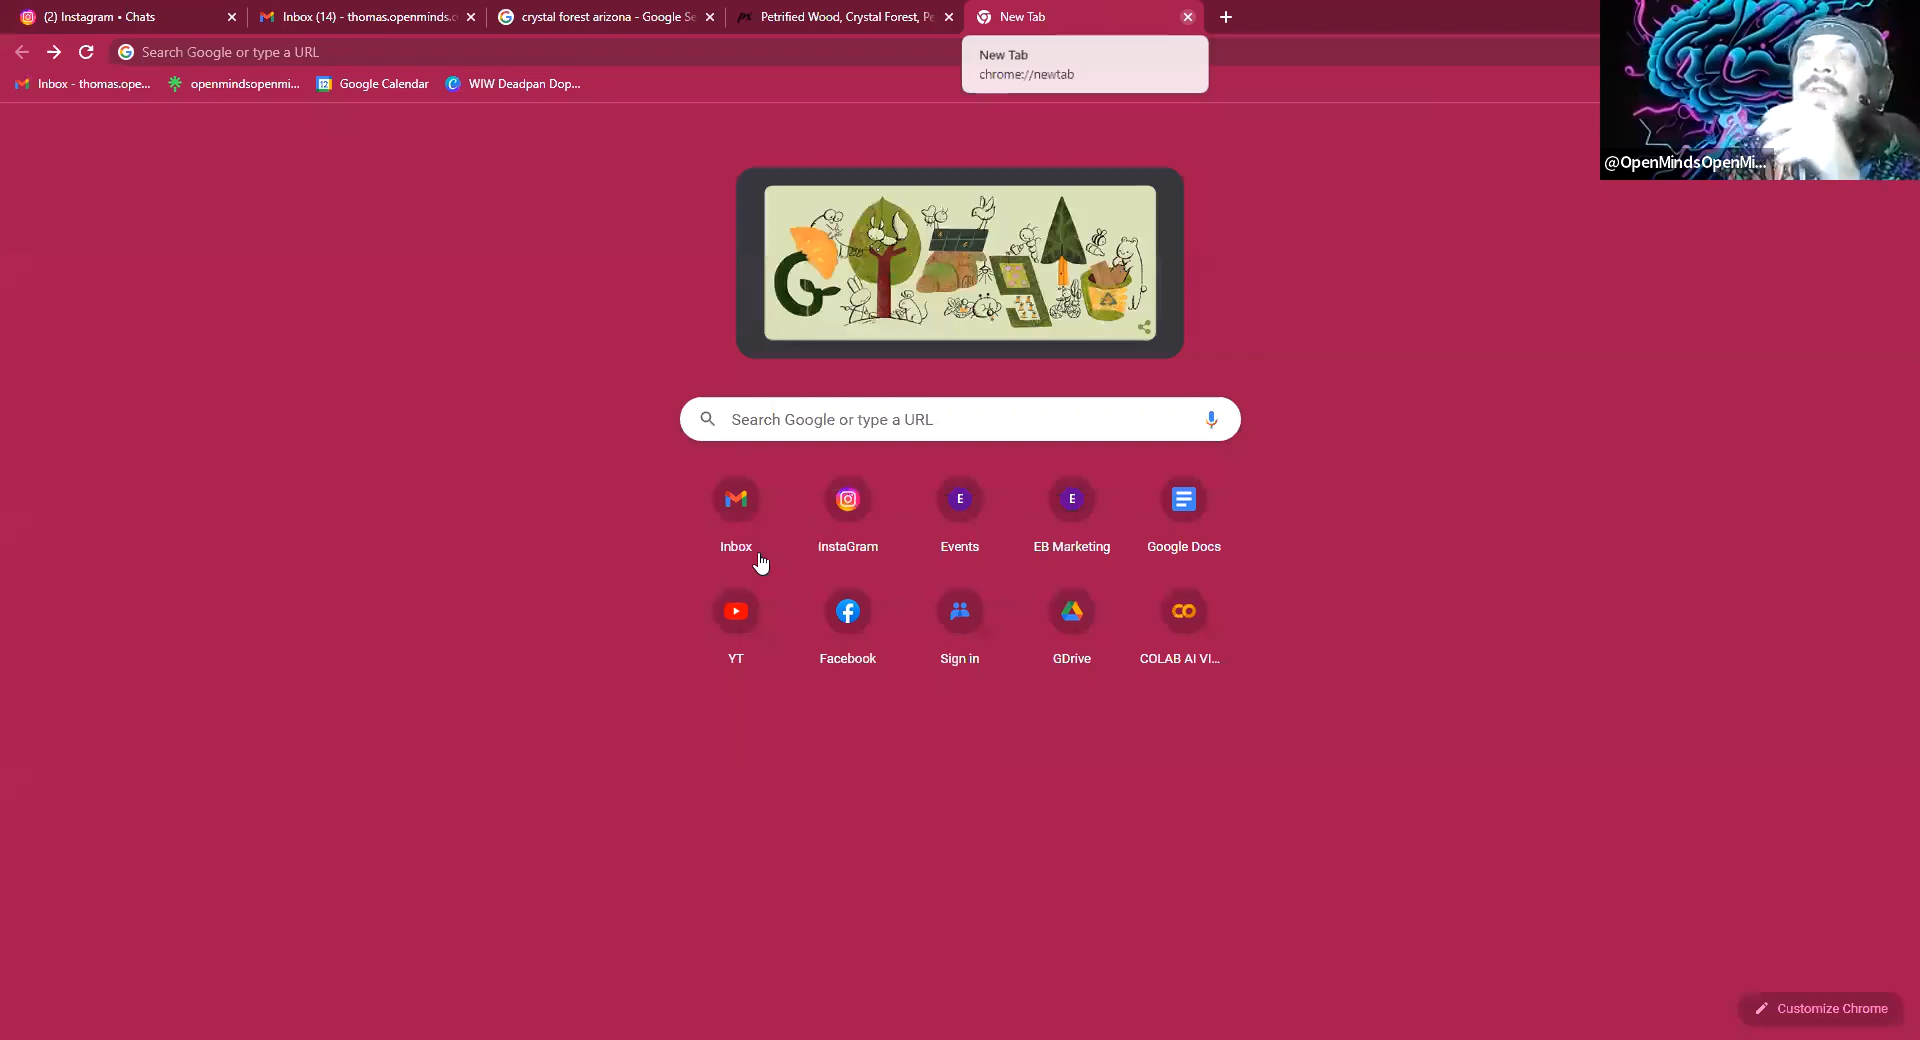 (2) Instagram • Chats
Inbox (14) - thomas.openminds.c
crystal forest arizona - Google Se
Petrified Wood, Crystal Forest, Pe
New Tab
Search Google or type a URL
New Tab
chrome://newtab
Inbox - thomas.ope...
openmindsopenmi...
Google Calendar
WIW Deadpan Dop...
@OpenMindsOpenMi...
Search Google or type a URL
Inbox
InstaGram
Events
EB Marketing
Google Docs
YT
Facebook
Sign in
GDrive
COLAB AI VI...
Customize Chrome